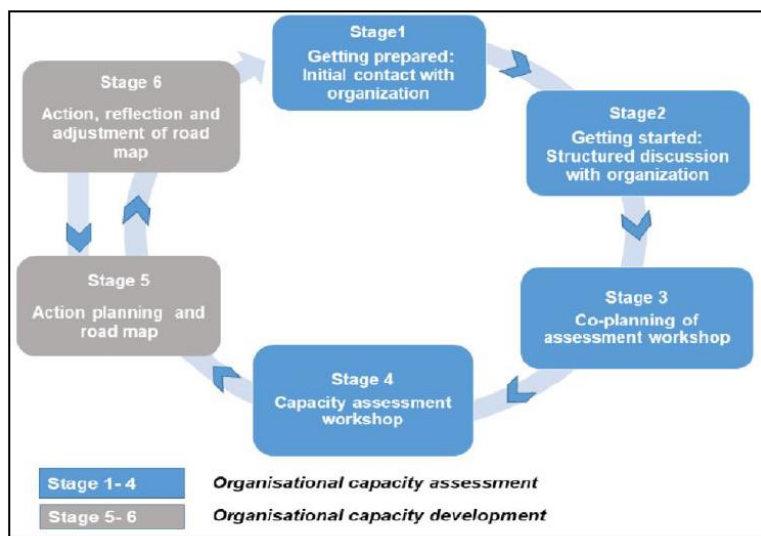 Stage1
Getting prepared:
Initial contact with
organization
Stage2
Getting started:
Structured discussion
with organization
Stage 3
Co-planning of
assessment workshop
Stage 4
Capacity assessment
workshop
Stage 5
Action planning and
road map
Stage 6
Action, reflection and
adjustment of road
map
Stage 1- 4
Organisational capacity assessment
Stage 5- 6
Organisational capacity development